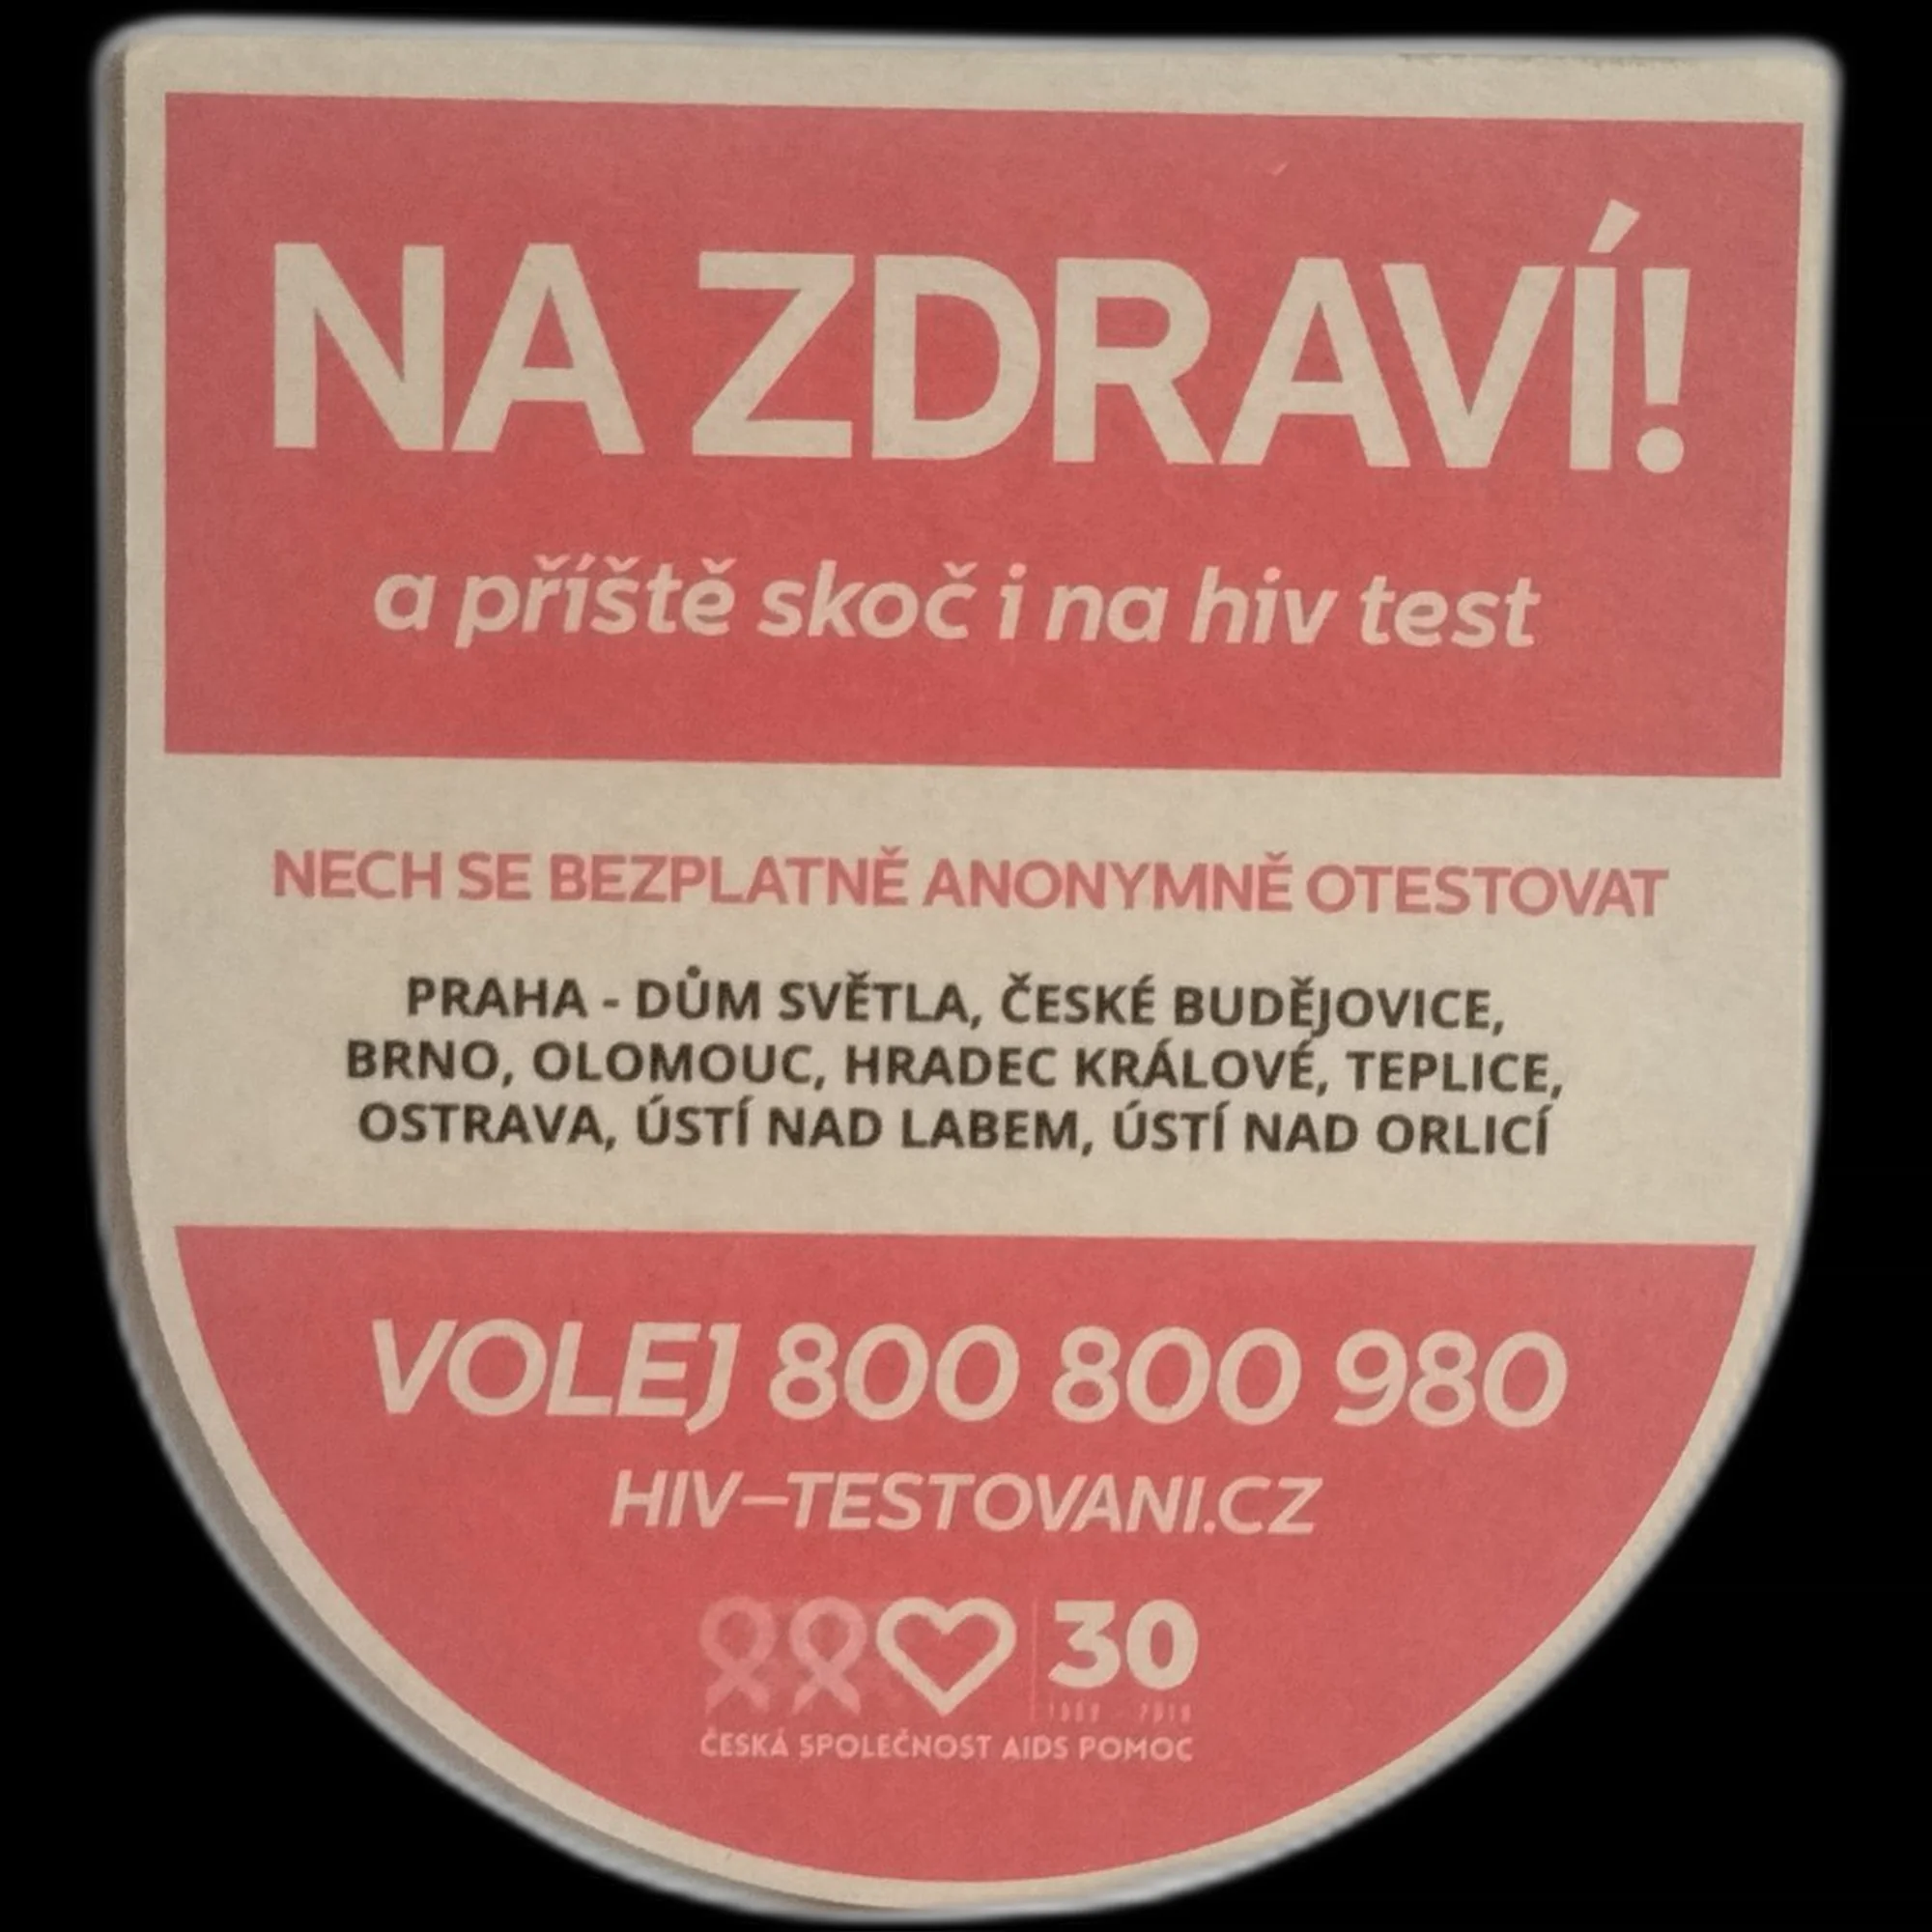 NA ZDRAVÍ!
a příště skoč i na hiv test
NECH SE BEZPLATNĚ ANONYMNĚ OTESTOVAT
PRAHA - DŮM SVĚTLA, ČESKÉ BUDĚJOVICE,
BRNO, OLOMOUC, HRADEC KRÁLOVÉ, TEPLICE,
OSTRAVA, ÚSTÍ NAD LABEM, ÚSTÍ NAD ORLICÍ
VOLEJ 800 800 980
HIV–TESTOVANI.CZ
30
ČESKÁ SPOLEČNOST AIDS POMOC